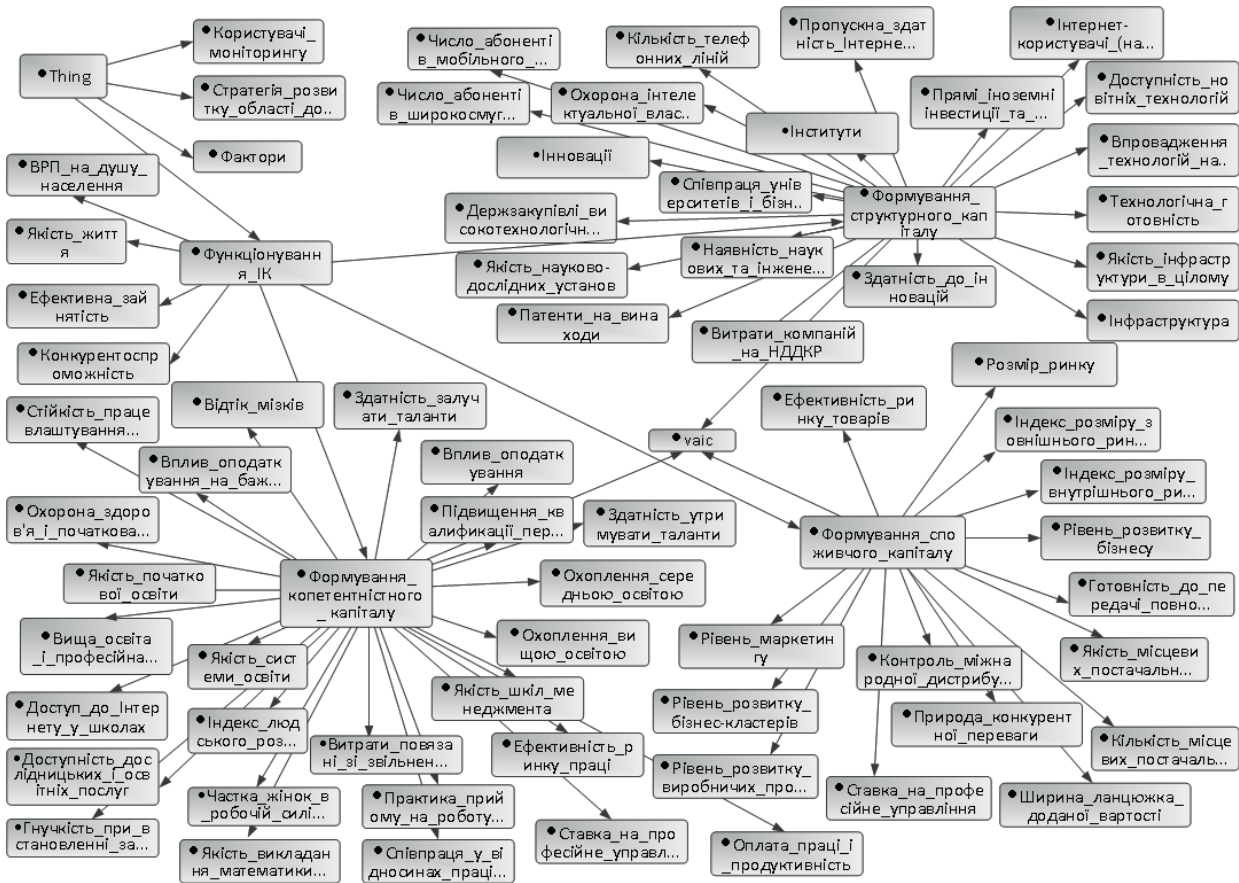 Користувачі_
моніторингу
Thing
Стратегія_розви
тку_області_до...
Фактори
ВРП_на_душу_
населення
Якість_житт
я
Функціонуванн
я_ІК
Ефективна_зай
нятість
Конкурентоспр
оможність
Число_абоненті
в_мобільного_...
Кількість_телеф
онних_ліній
Пропускна_здат
ність_Інтерне...
Інтернет-
користувачі_(на...
Число_абоненті
в_широкосмуг...
Охорона_інтеле
ктуальної_влас...
Прямі_іноземні
_інвестиції_та_...
Доступність_но
вітніх_технологій
Інститути
Інновації
Впровадження
_технологій_на..
Співпраця_унів
ерситетів_і_бізн..
Формування_
структурного_кап
італу
Технологічна_г
отовність
Держзакупівлі_ви
сокотехнологічн...
Наявність_наук
ових_та_інжене...
Якість_науково-
дослідних_установ
Здатність_до_ін
новацій
Якість_інфраст
руктури_в_цілому
Патенти_на_вина
ходи
Витрати_компаній
_на_НДДКР
Інфраструктура
Розмір_ринку
Відтік_мізків
Здатність_залуч
ати_таланти
Ефективність_ри
нку_товарів
Стійкість_праце
влаштування...
vaic
Індекс_розміру_з
овнішнього_рин...
Вплив_оподатк
ування_на_баж...
Вплив_оподатк
ування
Індекс_розміру_
внутрішнього_ри...
Охорона_здоро
в'я_і_початкова...
Підвищення_кв
аліфикації_пер...
Здатність_утри
мувати_таланти
Формування_спо
живчого_капіталу
Рівень_розвитку_
бізнесу
Якість_початко
вої_освіти
Формування_
копетентністного
_капіталу
Охоплення_сере
дньою_освітою
Готовність_до_пе
редачі_повно...
Вища_освіта
_і_професійна...
Якість_сист
еми_освіти
Охоплення_ви
щою_освітою
Рівень_маркетин
гу
Контроль_міжна
родної_дистрибу...
Якість_місцеви
х_постачальн...
Доступ_до_Інтер
нету_у_школах
Індекс_люд
ського_роз...
Якість_шкіл_ме
неджмента
Рівень_розвитку_
бізнес-кластерів
Природа_конкурент
ної_переваги
Доступність_дос
лідницьких_і_осв
ітніх_послуг
Витрати_повяза
ні_зі_звільнен...
Ефективність_р
инку_праці
Рівень_розвитку_
виробничих_про...
Кількість_місце
вих_постачаль...
Частка_жінок_в
_робочій_силі...
Практика_прий
ому_на_роботу...
Ставка_на_профе
сійне_управління
Ширина_ланцюжка_
доданої_вартості
Гнучкість_при_в
становленні_за...
Якість_викладан
ня_математики...
Співпраця_у_ві
дносинах_праці...
Ставка_на_про
фесійне_управл...
Оплата_праці_і
_продуктивність